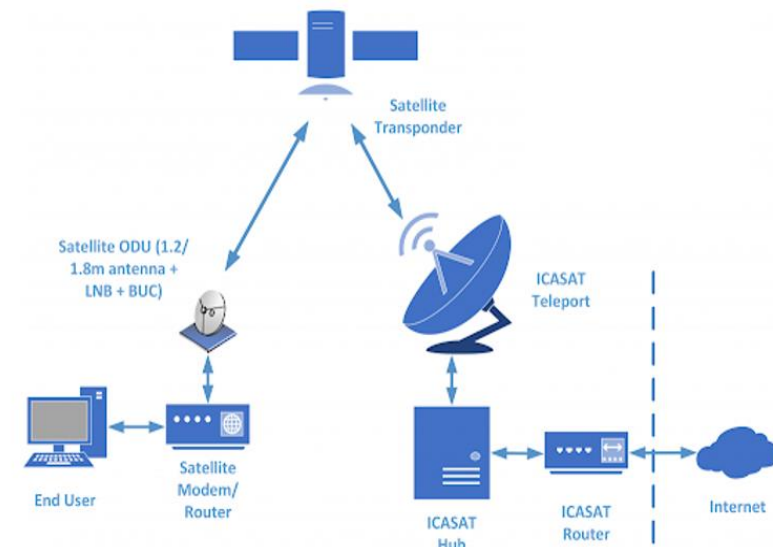 Satellite
Transponder
Satellite ODU (1.2/
1.8m antenna +
LNB + BUC)
ICASAT
Teleport
End User
Satellite
Modem/
Router
ICASAT
Hub
ICASAT
Router
Internet